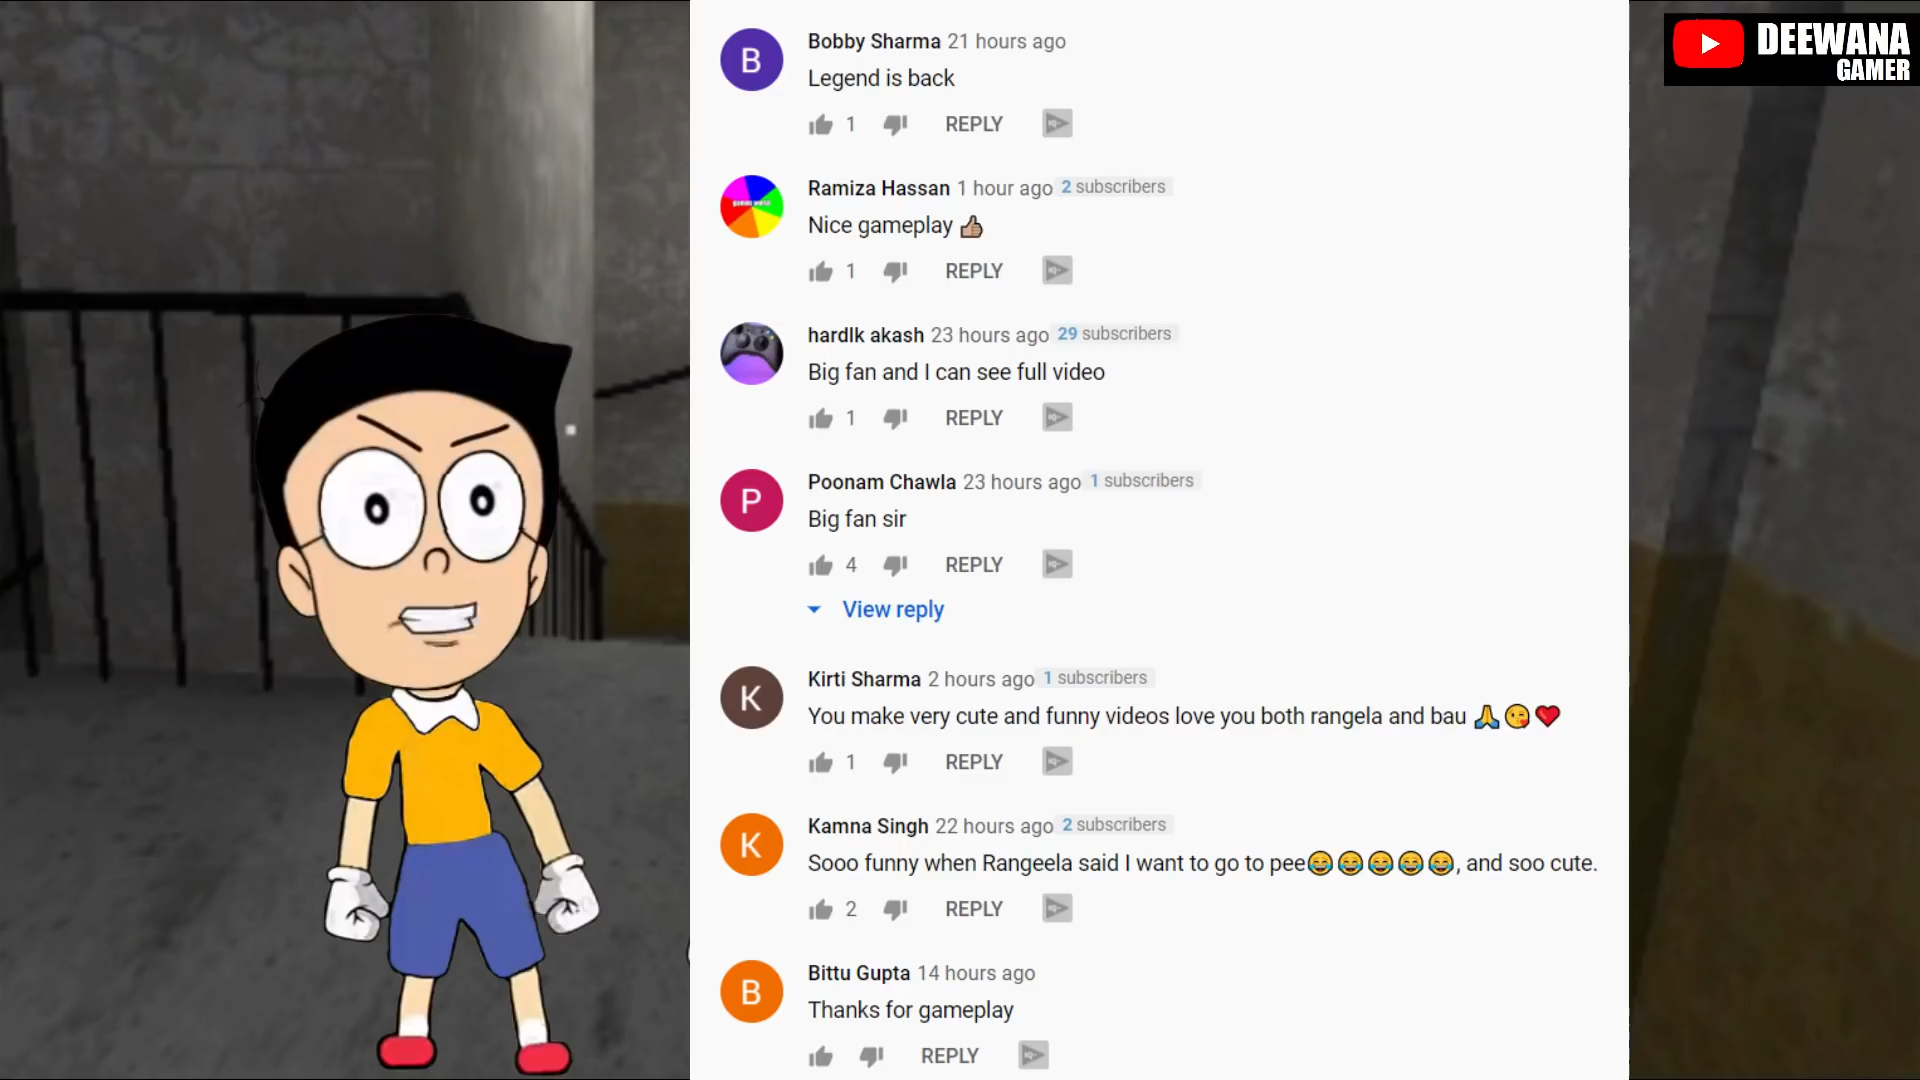 DEEWANA
GAMER
B
Bobby Sharma 21 hours ago
Legend is back
1 REPLY
Ramiza Hassan 1 hour ago 2 subscribers
Nice gameplay 👍🏼
1 REPLY
hardlk akash 23 hours ago 29 subscribers
Big fan and I can see full video
1 REPLY
P
Poonam Chawla 23 hours ago 1 subscribers
Big fan sir
4 REPLY
View reply
K
Kirti Sharma 2 hours ago 1 subscribers
You make very cute and funny videos love you both rangela and bau 🙏😘❤️
1 REPLY
K
Kamna Singh 22 hours ago 2 subscribers
Sooo funny when Rangeela said I want to go to pee😂😂😂😂😂, and soo cute.
2 REPLY
B
Bittu Gupta 14 hours ago
Thanks for gameplay
REPLY